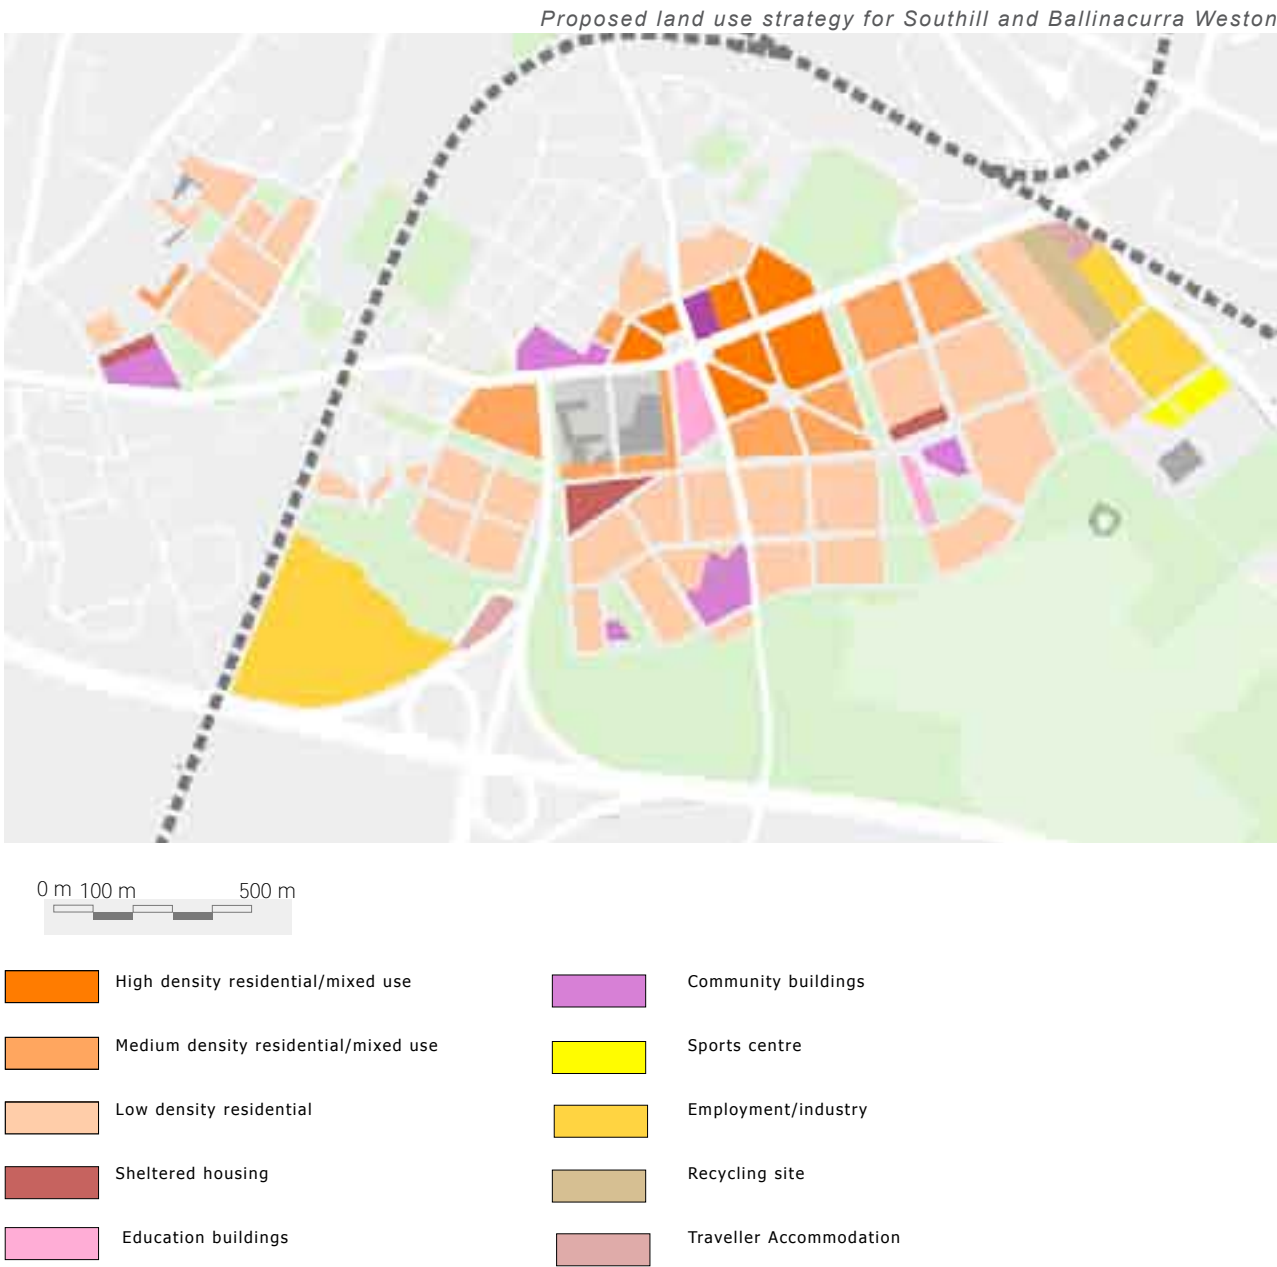 Proposed land use strategy for Southill and Ballinacurra Weston
0 m 100 m 500 m
High density residential/mixed use
Medium density residential/mixed use
Low density residential
Sheltered housing
Education buildings
Community buildings
Sports centre
Employment/industry
Recycling site
Traveller Accommodation